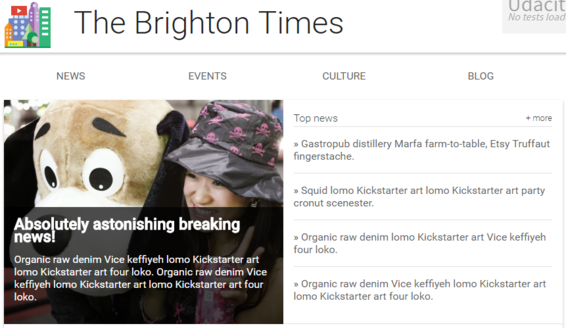 The Brighton Times
Udacit
No tests load
NEWS
EVENTS
CULTURE
BLOG
Absolutely astonishing breaking
news!
Organic raw denim Vice keffiyeh lomo Kickstarter art
lomo Kickstarter art four loko. Organic raw denim Vice
keffiyeh lomo Kickstarter art lomo Kickstarter art four
loko.
Top news
+ more
» Gastropub distillery Marfa farm-to-table, Etsy Truffaut
fingerstache.
» Squid lomo Kickstarter art lomo Kickstarter art party
cronut scenester.
» Organic raw denim lomo Kickstarter art Vice keffiyeh
four loko.
» Organic raw denim Vice keffiyeh lomo Kickstarter art
lomo Kickstarter art four loko.